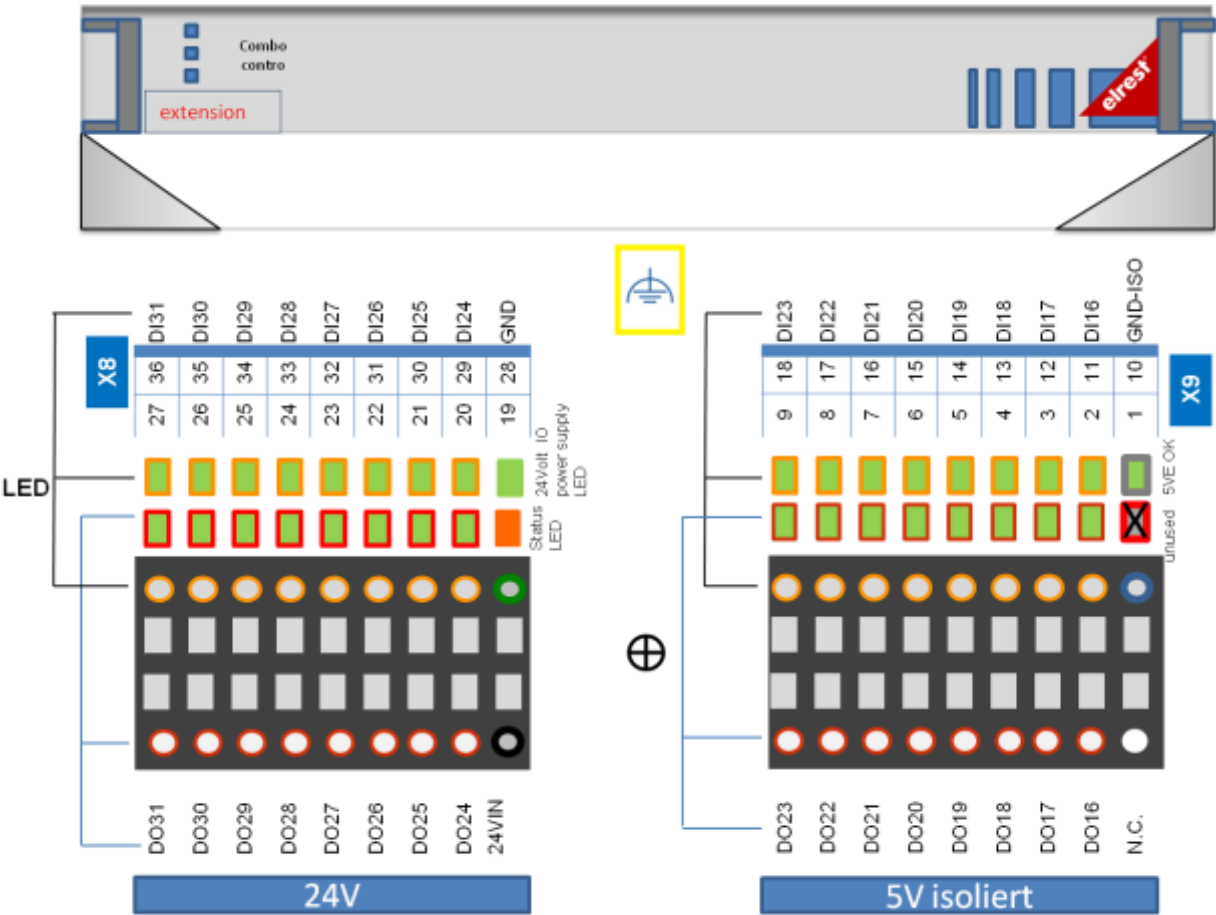 Combo
contro
extension
elrest
DI31 DI30 DI29 DI28 DI27 DI26 DI25 DI24 GND
DI23 DI22 DI21 DI20 DI19 DI18 DI17 DI16 GND-ISO
X8
36 35 34 33 32 31 30 29 28
27 26 25 24 23 22 21 20 19
18 17 16 15 14 13 12 11 10
9 8 7 6 5 4 3 2 1
X9
LED
24Volt IO
power supply
LED
Status
LED
5VE OK
unused
X
DO31 DO30 DO29 DO28 DO27 DO26 DO25 DO24 24VIN
DO23 DO22 DO21 DO20 DO19 DO18 DO17 DO16 N.C.
24V
5V isoliert